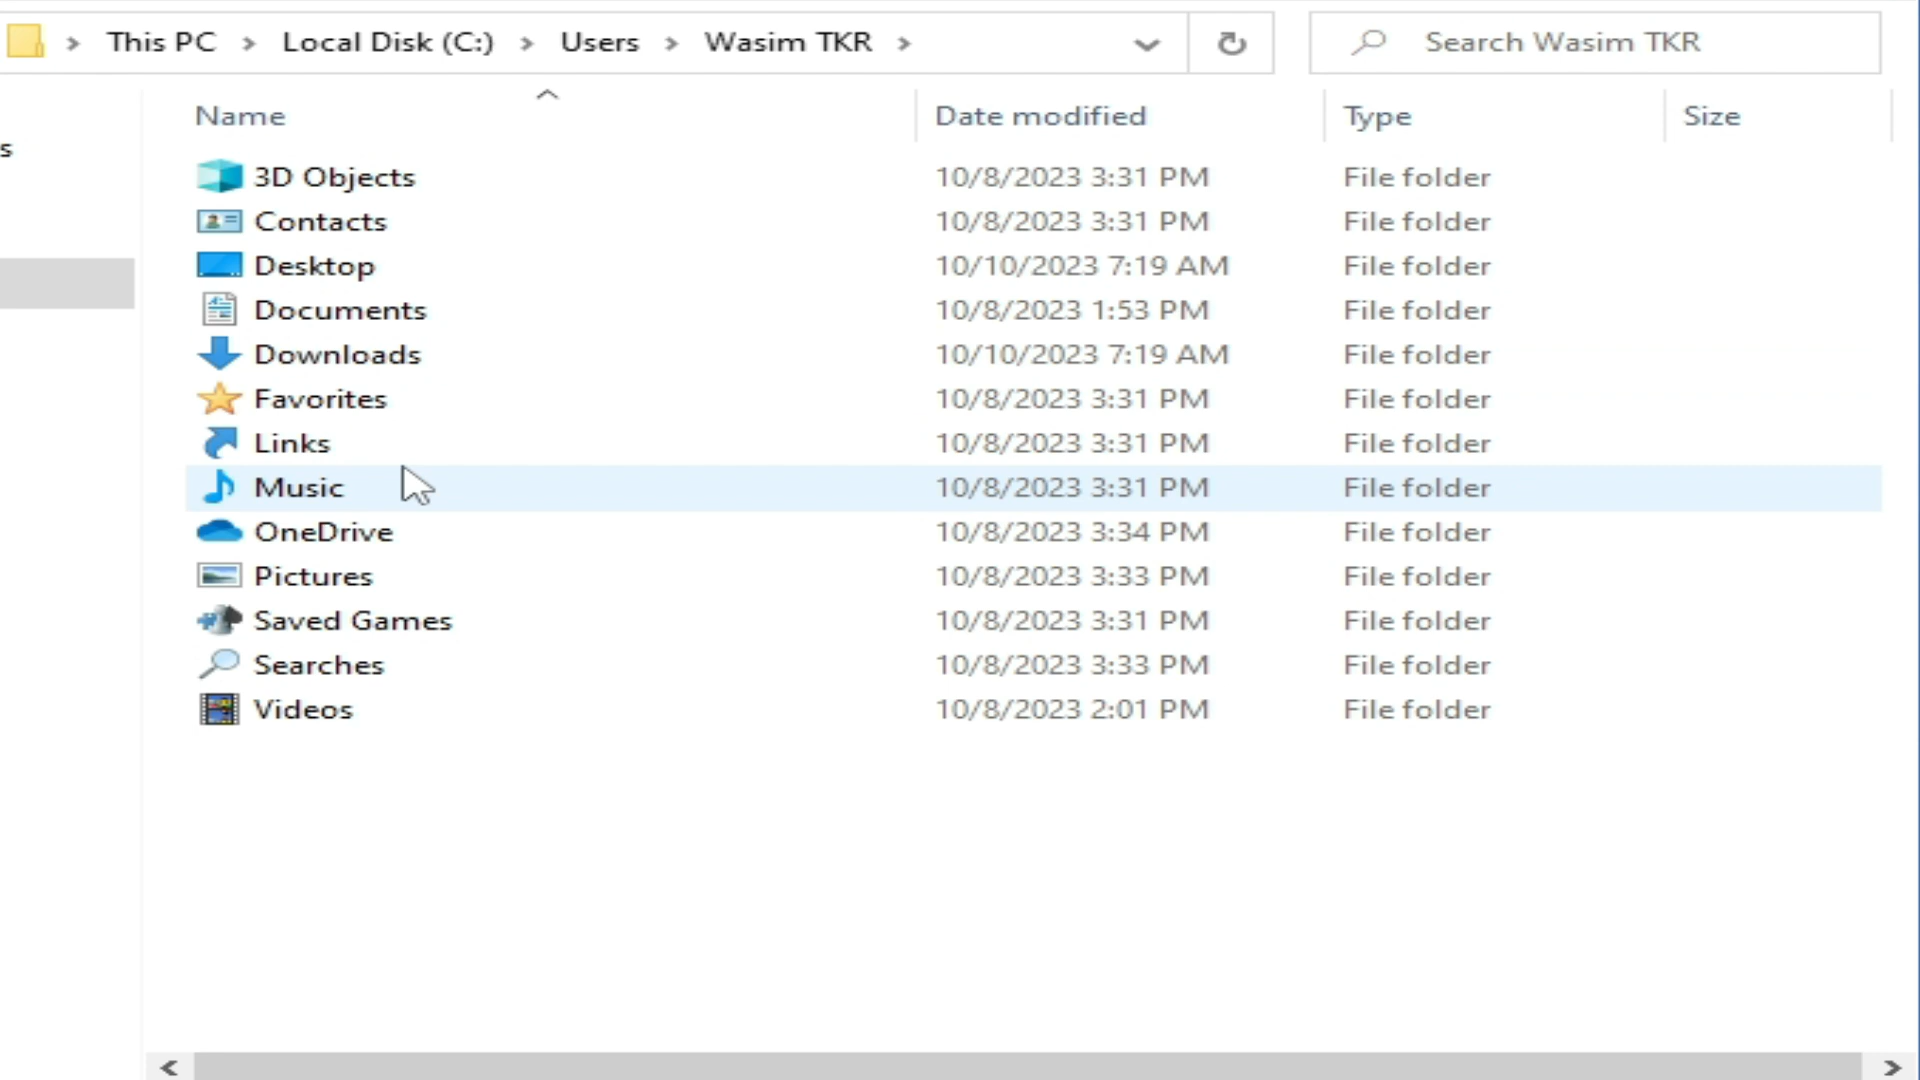 This PC > Local Disk (C:) > Users > Wasim TKR > Search Wasim TKR
Name Date modified Type Size
s
3D Objects 10/8/2023 3:31 PM File folder
Contacts 10/8/2023 3:31 PM File folder
Desktop 10/10/2023 7:19 AM File folder
Documents 10/8/2023 1:53 PM File folder
Downloads 10/10/2023 7:19 AM File folder
Favorites 10/8/2023 3:31 PM File folder
Links 10/8/2023 3:31 PM File folder
Music 10/8/2023 3:31 PM File folder
OneDrive 10/8/2023 3:34 PM File folder
Pictures 10/8/2023 3:33 PM File folder
Saved Games 10/8/2023 3:31 PM File folder
Searches 10/8/2023 3:33 PM File folder
Videos 10/8/2023 2:01 PM File folder